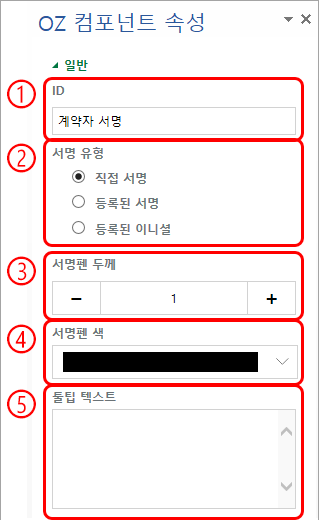 OZ 컴포넌트 속성
일반
① ID
계약자 서명
② 서명 유형
직접 서명
등록된 서명
등록된 이니셜
③ 서명펜 두께
− 1 +
④ 서명펜 색
⑤ 툴팁 텍스트